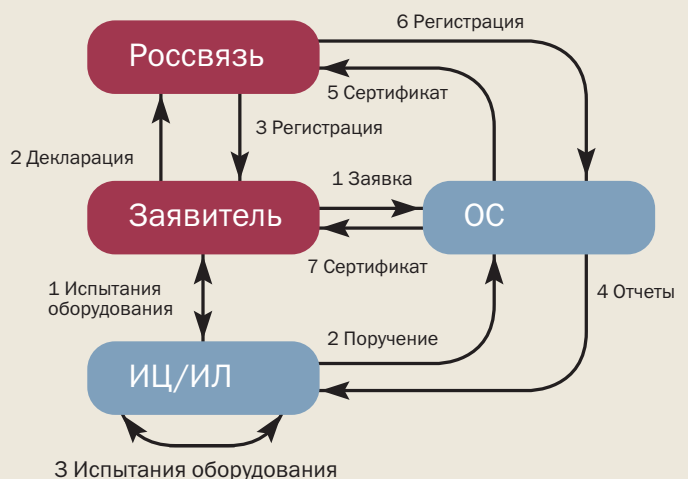 6 Регистрация
Россвязь
5 Сертификат
3 Регистрация
2 Декларация
1 Заявка
Заявитель
ОС
7 Сертификат
1 Испытания
оборудования
4 Отчеты
2 Поручение
ИЦ/ИЛ
3 Испытания оборудования